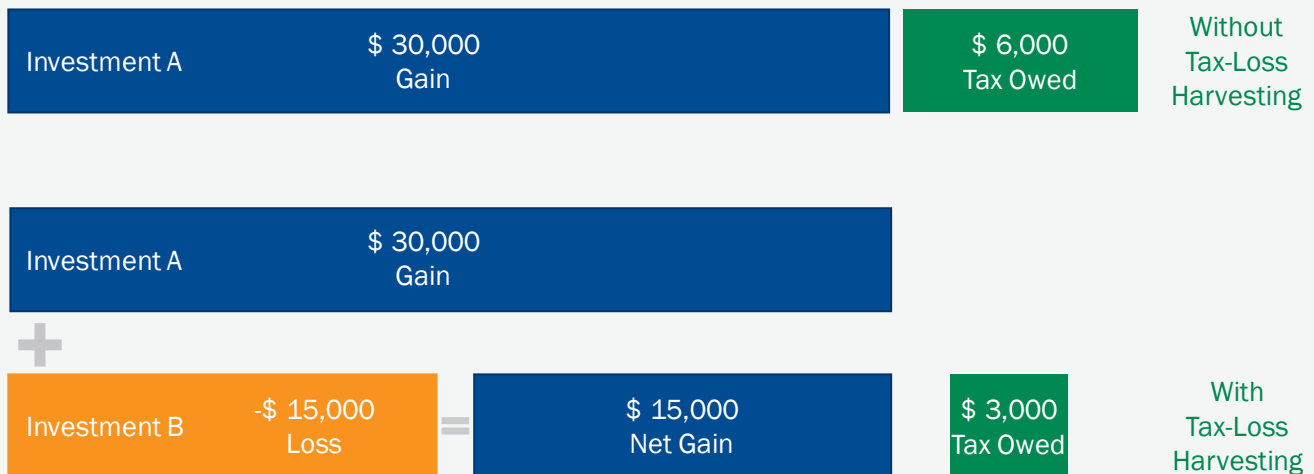 Investment A
$ 30,000
Gain
$ 6,000
Tax Owed
Without
Tax-Loss
Harvesting
Investment A
$ 30,000
Gain
+
Investment B
-$ 15,000
Loss
=
$ 15,000
Net Gain
$ 3,000
Tax Owed
With
Tax-Loss
Harvesting